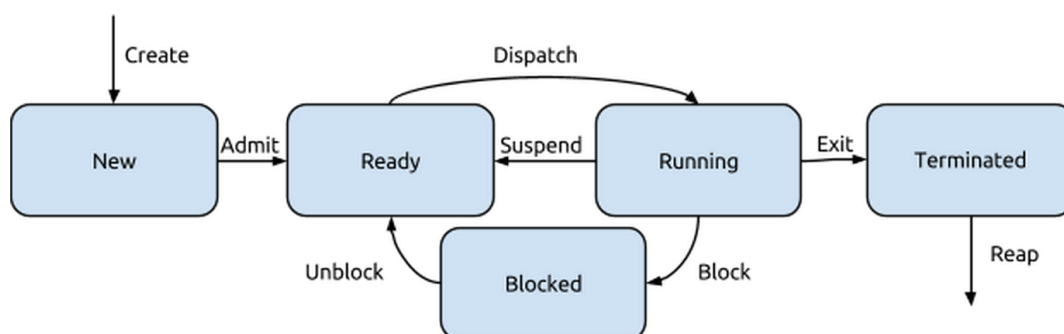 Create
Dispatch
New
Admit
Ready
Suspend
Running
Exit
Terminated
Unblock
Blocked
Block
Reap